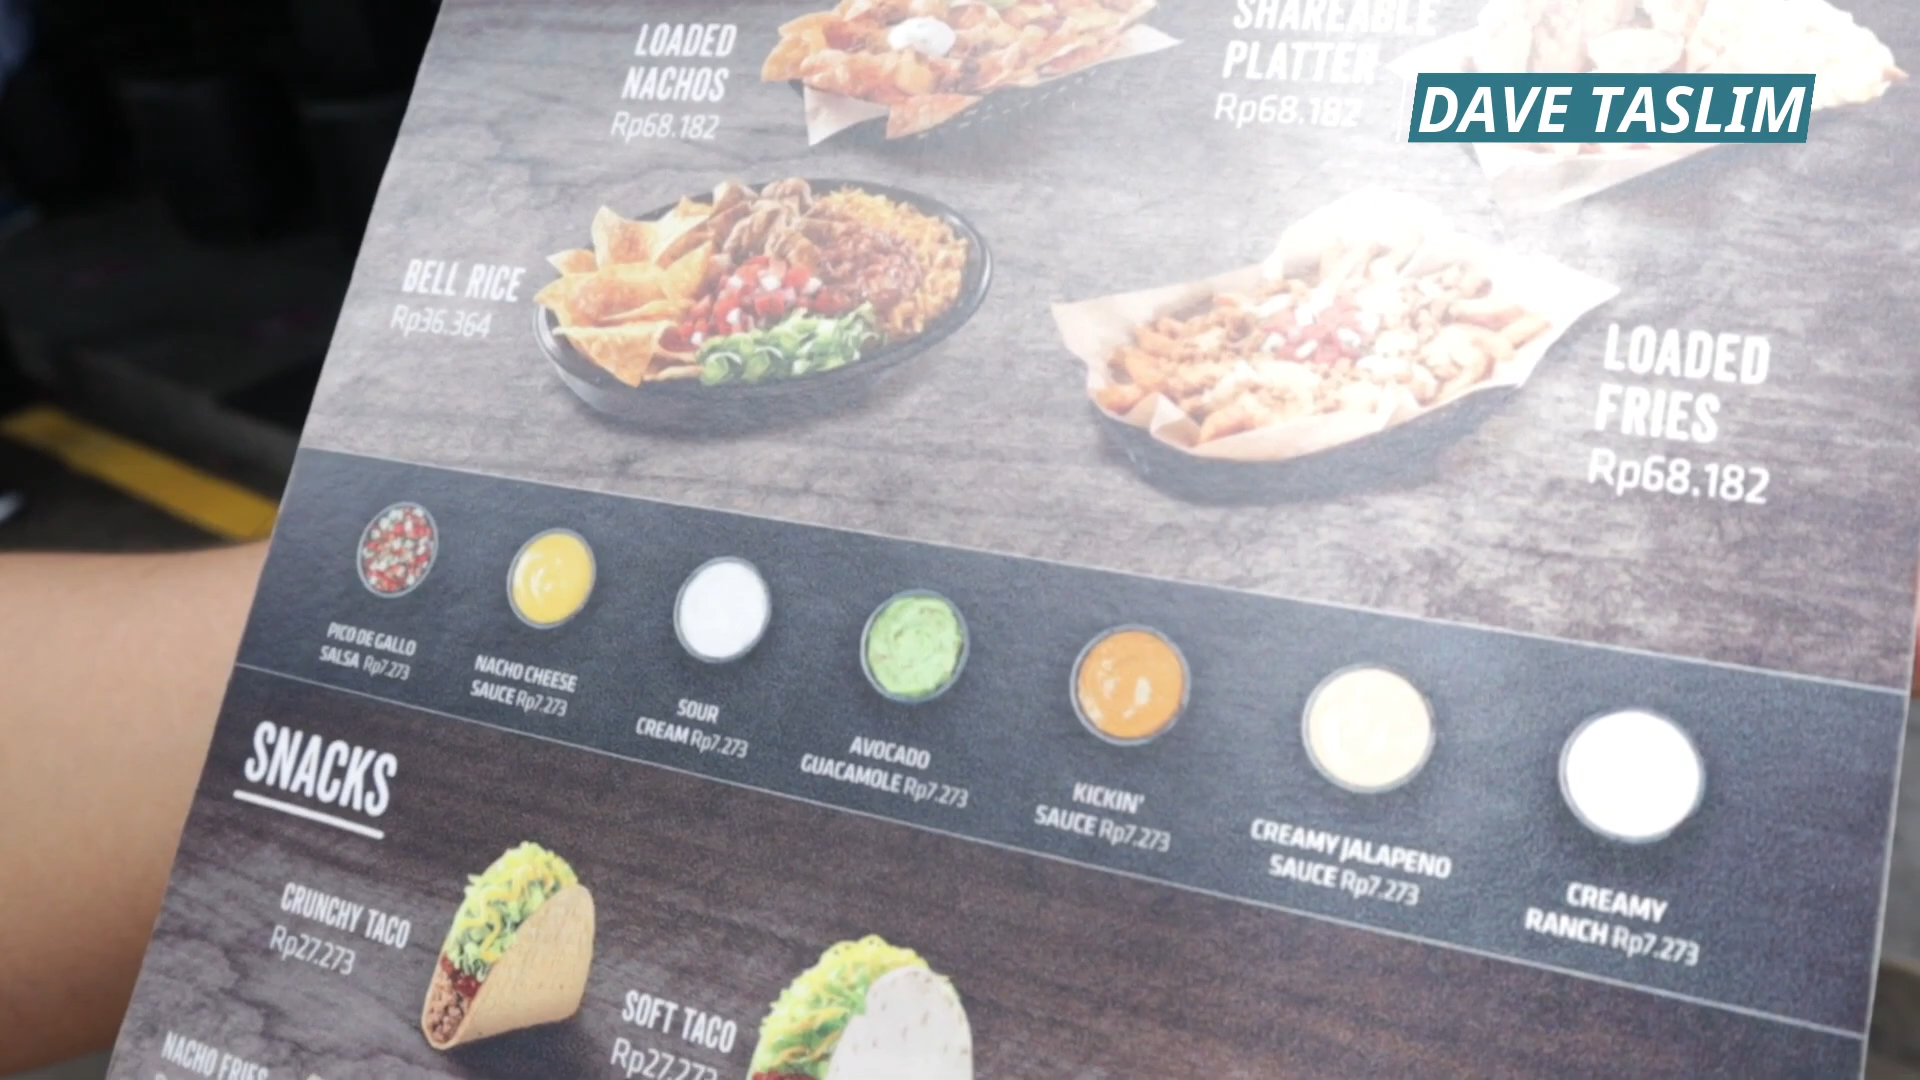 LOADED
NACHOS
Rp68.182
SHAREABLE
PLATTER
Rp68.182
DAVE TASLIM
BELL RICE
Rp36.364
LOADED
FRIES
Rp68.182
PICO DE GALLO
SALSA Rp7.273
NACHO CHEESE
SAUCE Rp7.273
SOUR
CREAM Rp7.273
AVOCADO
GUACAMOLE Rp7.273
KICKIN'
SAUCE Rp7.273
CREAMY JALAPENO
SAUCE Rp7.273
CREAMY
RANCH Rp7.273
SNACKS
CRUNCHY TACO
Rp27.273
SOFT TACO
Rp27.273
NACHO FRIES